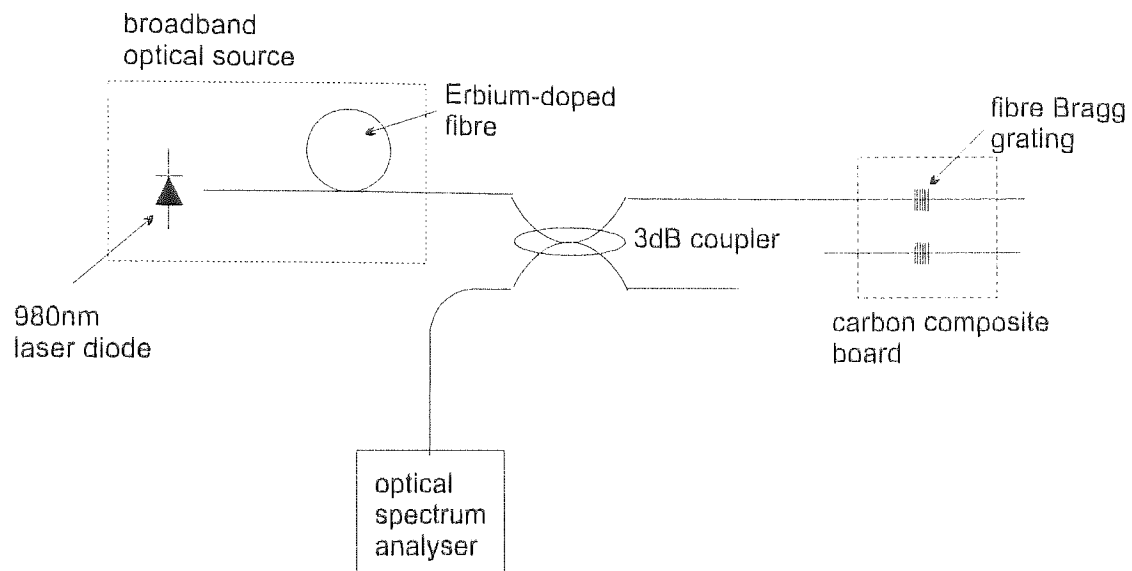 broadband
optical source
Erbium-doped
fibre
fibre Bragg
grating
3dB coupler
980nm
laser diode
carbon composite
board
optical
spectrum
analyser